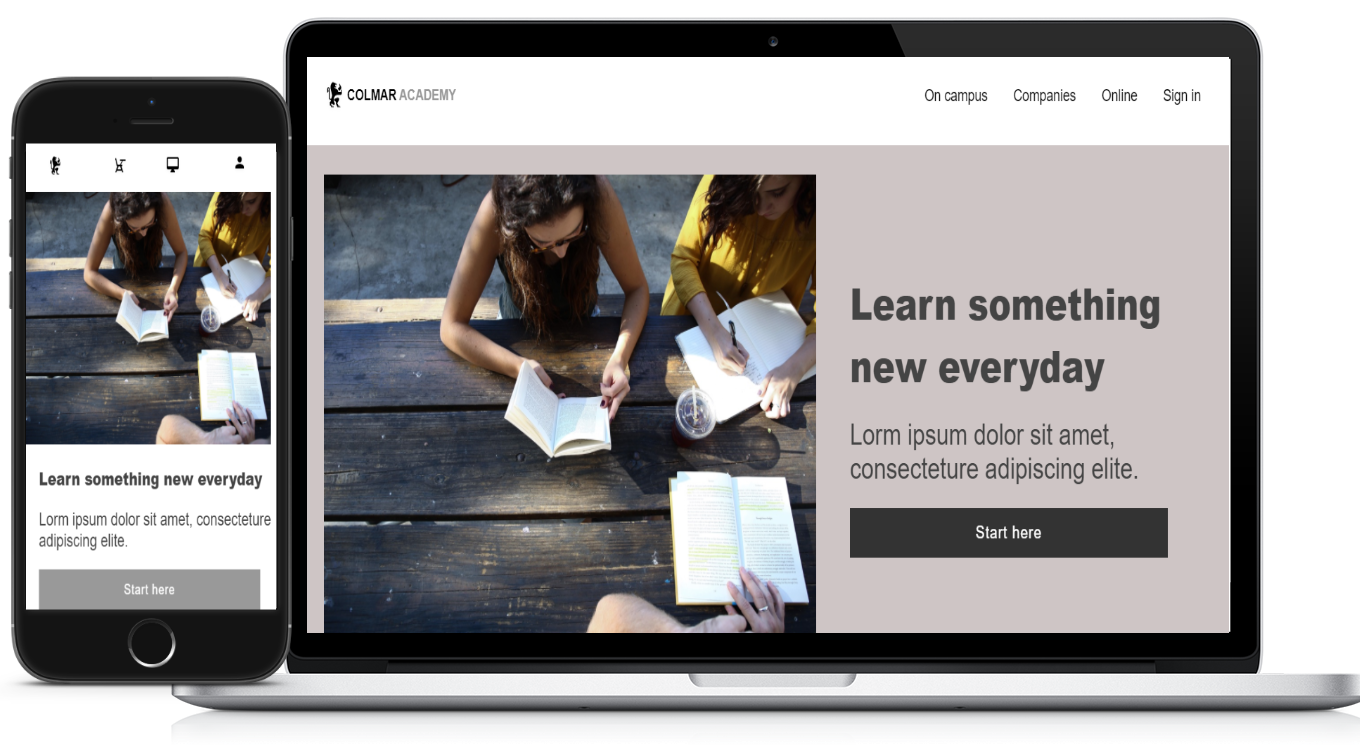 COLMAR ACADEMY
On campus Companies Online Sign in
Learn something
new everyday
Lorm ipsum dolor sit amet,
consecteture adipiscing elite.
Start here
Learn something new everyday
Lorm ipsum dolor sit amet, consecteture
adipiscing elite.
Start here